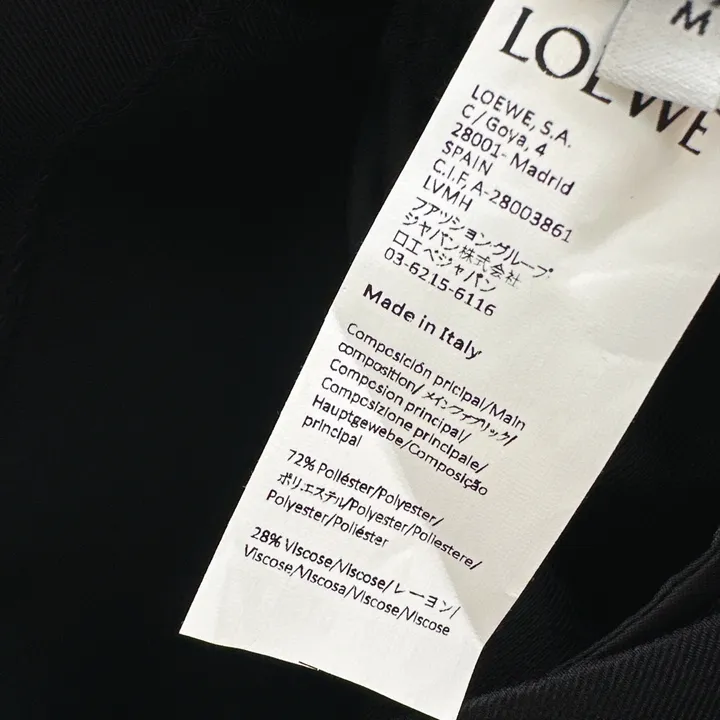 M
LOEWE
LOEWE, S.A.
C/Goya, 4
28001- Madrid
SPAIN
C.I.F A-28003861
LVMH
ファツションクループ
ジャパン株式会社
ロエベジャパン
03-6215-6116
Made in Italy
Composición pricipal/Main
composition/メインファブリック/
Composion principal/
Composizione principale/
Hauptgewebe/Composição
principal
72% Poliéster/Polyester/
ポリエステル/Polyester/Poliestere/
Polyester/Poliéster
28% Viscose/Viscose/レーヨン/
Viscose/Viscosa/Viscose/Viscose